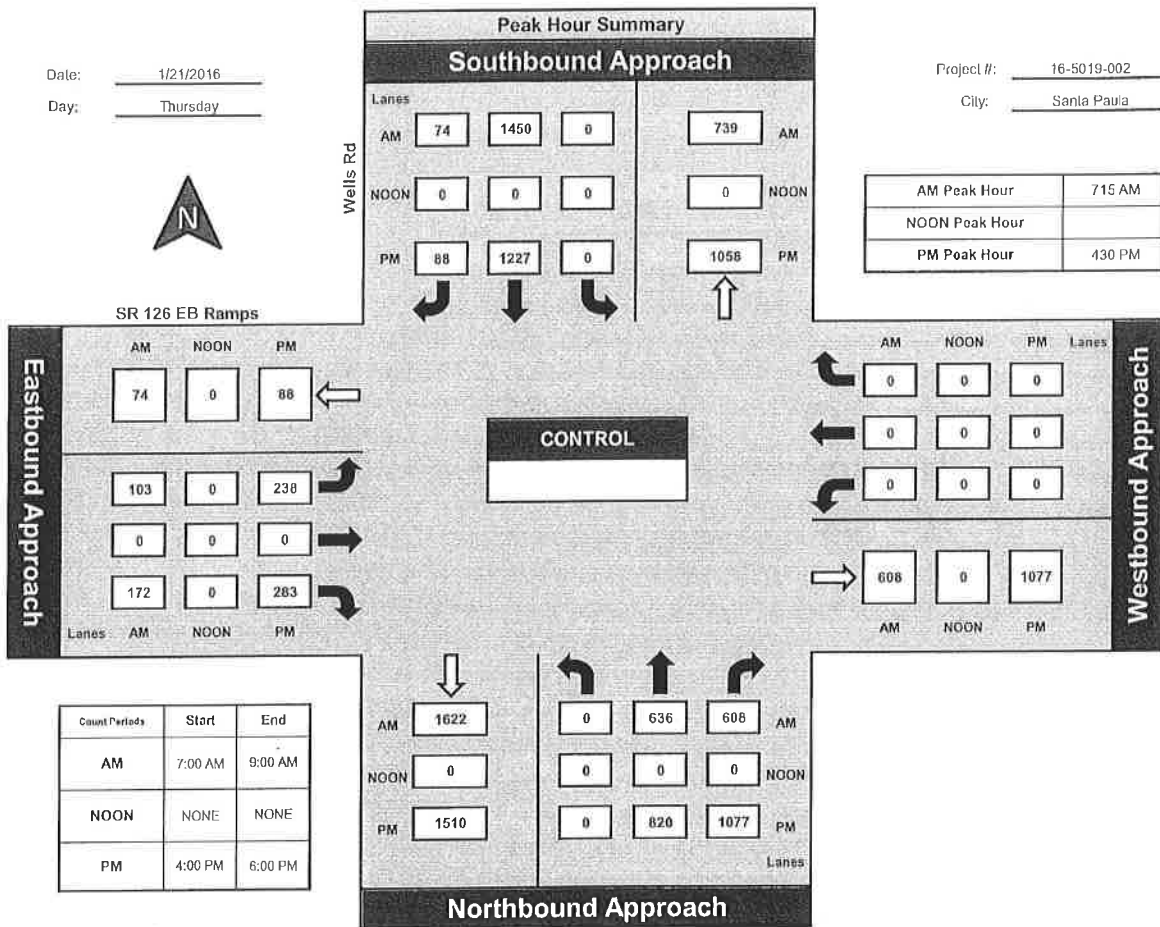 Peak Hour Summary
Southbound Approach
Date: 1/21/2016
Day: Thursday
Project #: 16-5019-002
City: Santa Paula
N
Wells Rd
Lanes
AM 74 1450 0 739 AM
NOON 0 0 0 0 NOON
PM 88 1227 0 1058 PM
AM Peak Hour 715 AM
NOON Peak Hour
PM Peak Hour 430 PM
SR 126 EB Ramps
Eastbound Approach
AM NOON PM
74 0 88
103 0 238
0 0 0
172 0 283
Lanes AM NOON PM
CONTROL
Westbound Approach
AM NOON PM Lanes
0 0 0
0 0 0
0 0 0
608 0 1077
AM NOON PM
Count Periods Start End
AM 7:00 AM 9:00 AM
NOON NONE NONE
PM 4:00 PM 6:00 PM
AM 1622 0 636 608 AM
NOON 0 0 0 0 NOON
PM 1510 0 820 1077 PM
Lanes
Northbound Approach